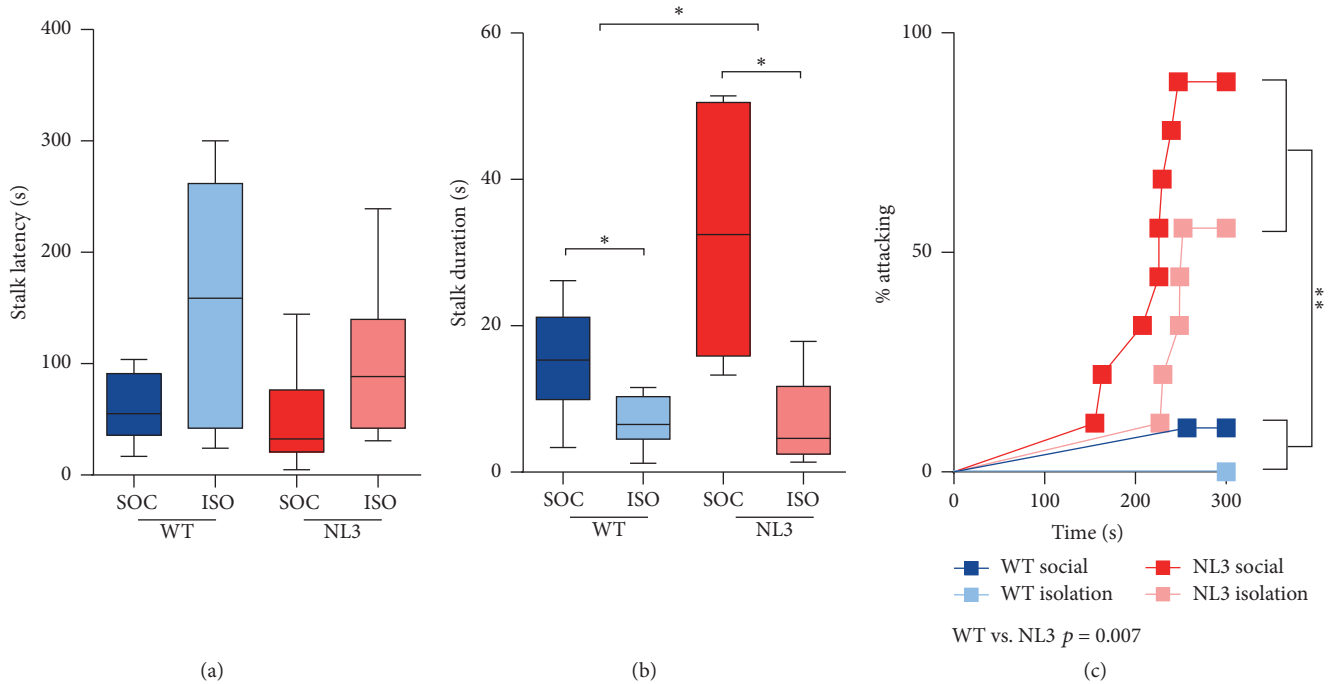 400
300
200
100
0
Stalk latency (s)
SOC ISO SOC ISO
WT NL3
(a)
60
40
20
0
Stalk duration (s)
*
*
*
SOC ISO SOC ISO
WT NL3
(b)
100
50
0
% attacking
**
0 100 200 300
Time (s)
WT social NL3 social
WT isolation NL3 isolation
WT vs. NL3 p = 0.007
(c)